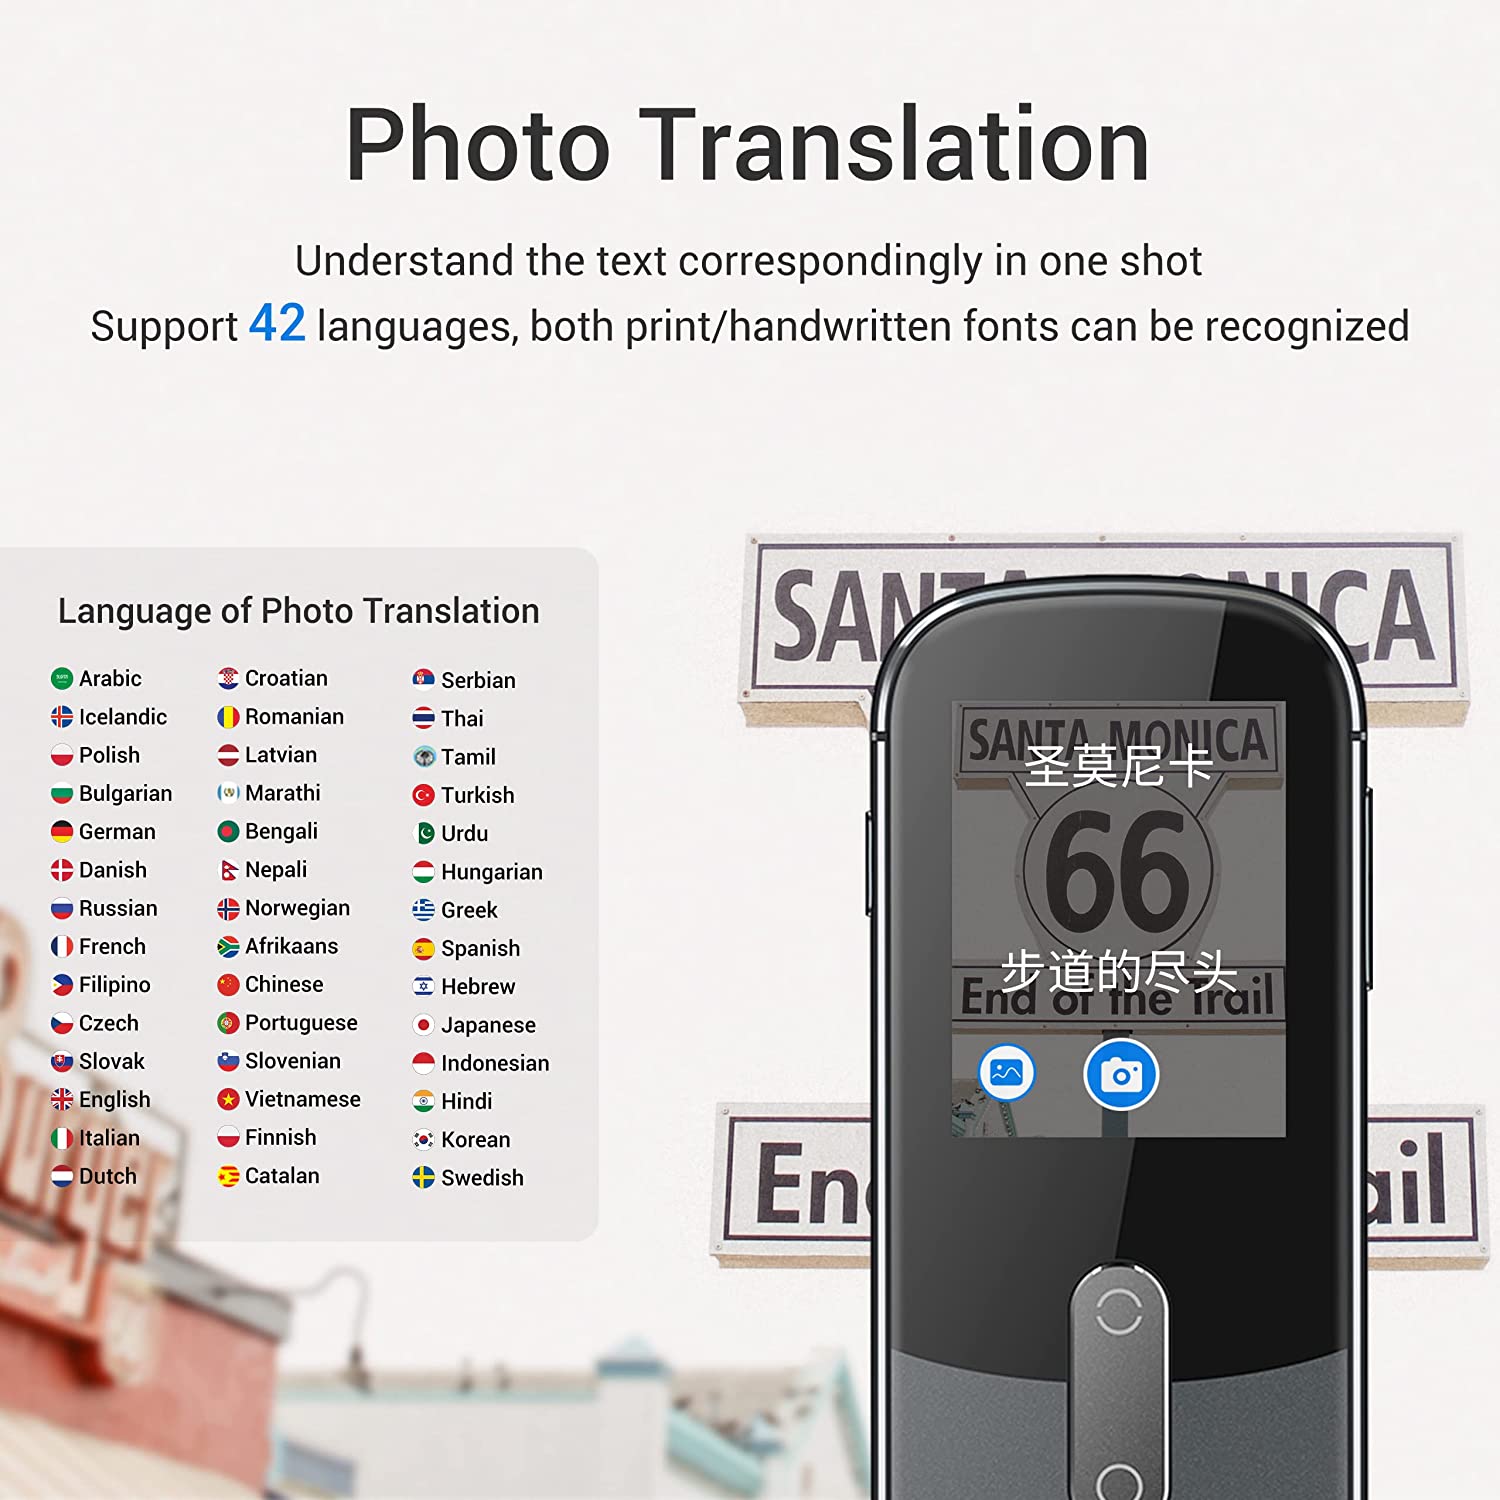 Photo Translation
Understand the text correspondingly in one shot
Support 42 languages, both print/handwritten fonts can be recognized
Language of Photo Translation
Arabic
Icelandic
Polish
Bulgarian
German
Danish
Russian
French
Filipino
Czech
Slovak
English
Italian
Dutch
Croatian
Romanian
Latvian
Marathi
Bengali
Nepali
Norwegian
Afrikaans
Chinese
Portuguese
Slovenian
Vietnamese
Finnish
Catalan
Serbian
Thai
Tamil
Turkish
Urdu
Hungarian
Greek
Spanish
Hebrew
Japanese
Indonesian
Hindi
Korean
Swedish
SANTA MONICA
SANTA MONICA
圣莫尼卡
66
步道的尽头
End of the Trail
En ail